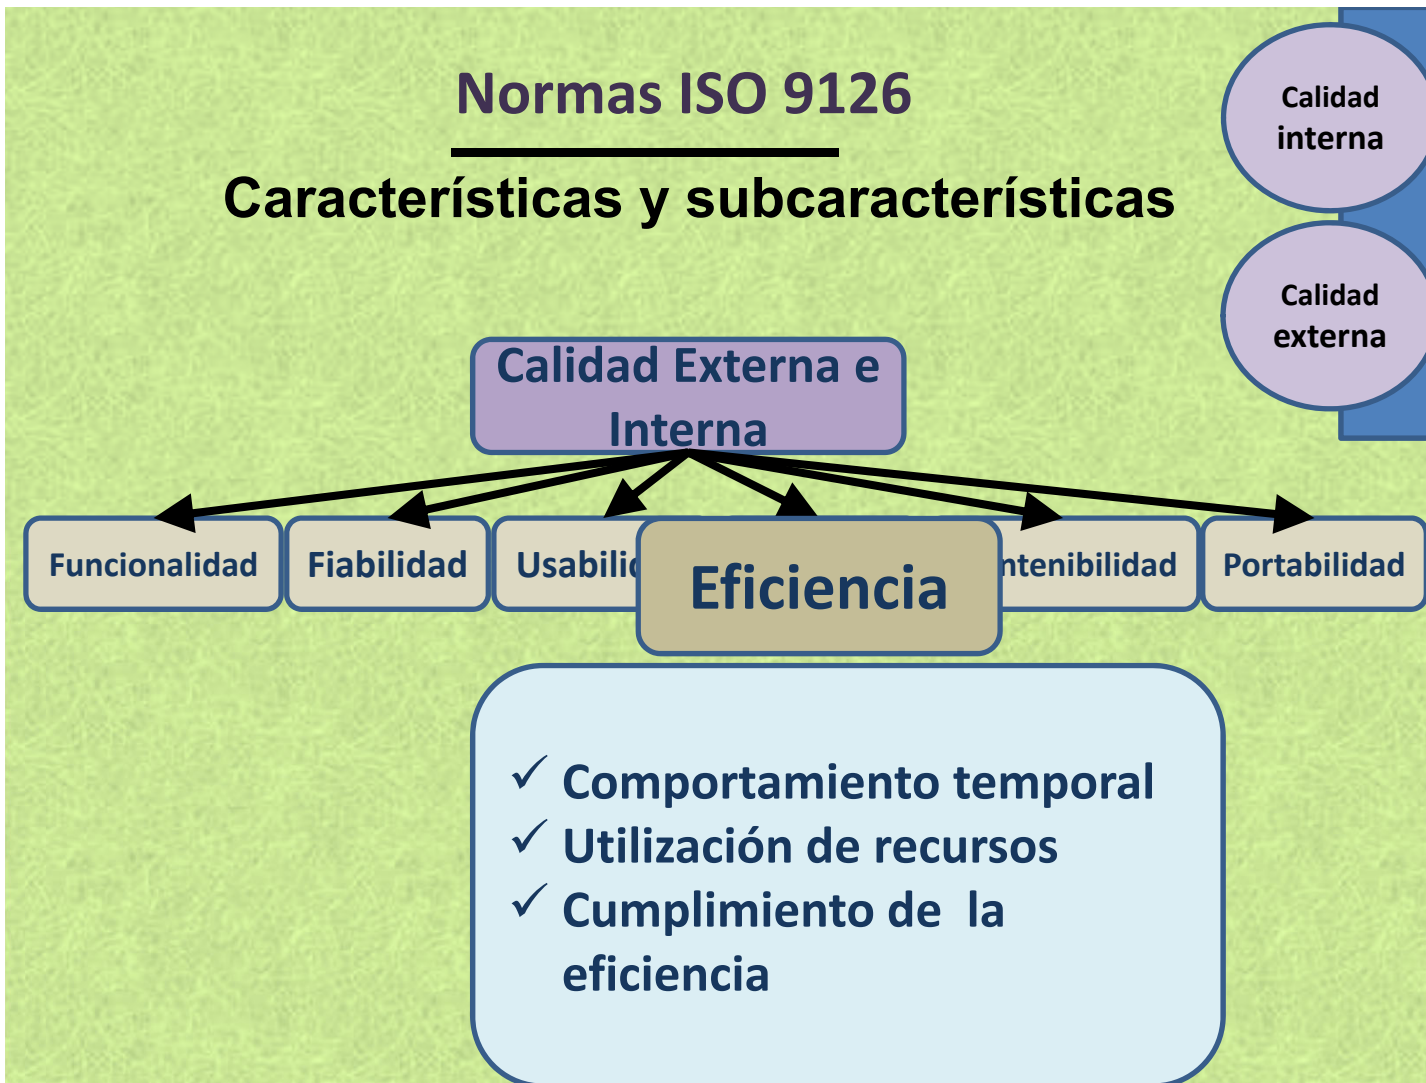 Normas ISO 9126
Características y subcaracterísticas
Calidad
interna
Calidad
externa
Calidad Externa e
Interna
Funcionalidad
Fiabilidad
Eficiencia
Portabilidad
✓ Comportamiento temporal
✓ Utilización de recursos
✓ Cumplimiento de la
eficiencia